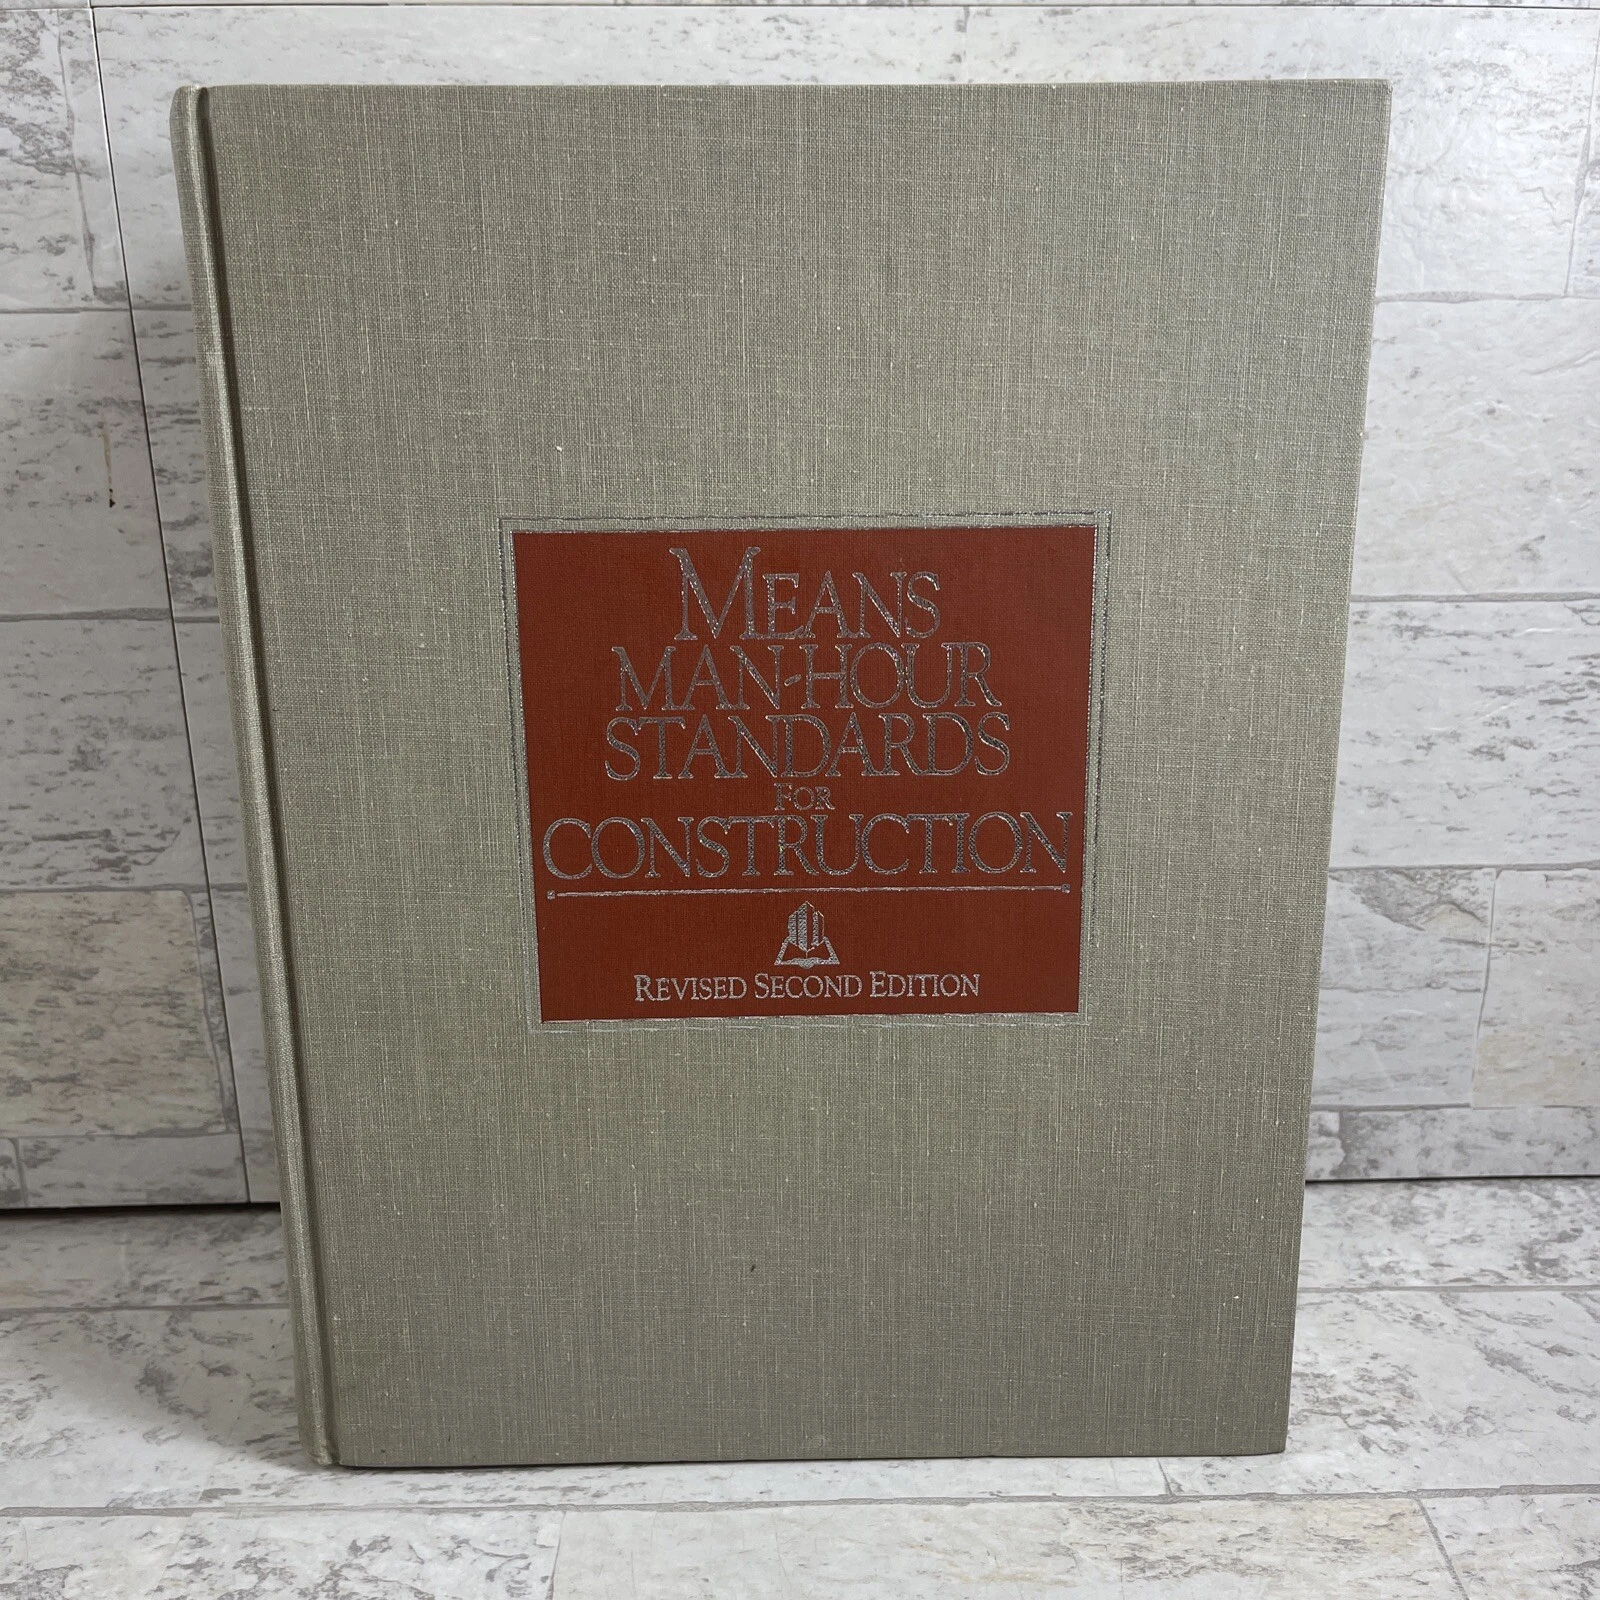 MEANS
MAN-HOUR
STANDARDS
FOR
CONSTRUCTION
REVISED SECOND EDITION